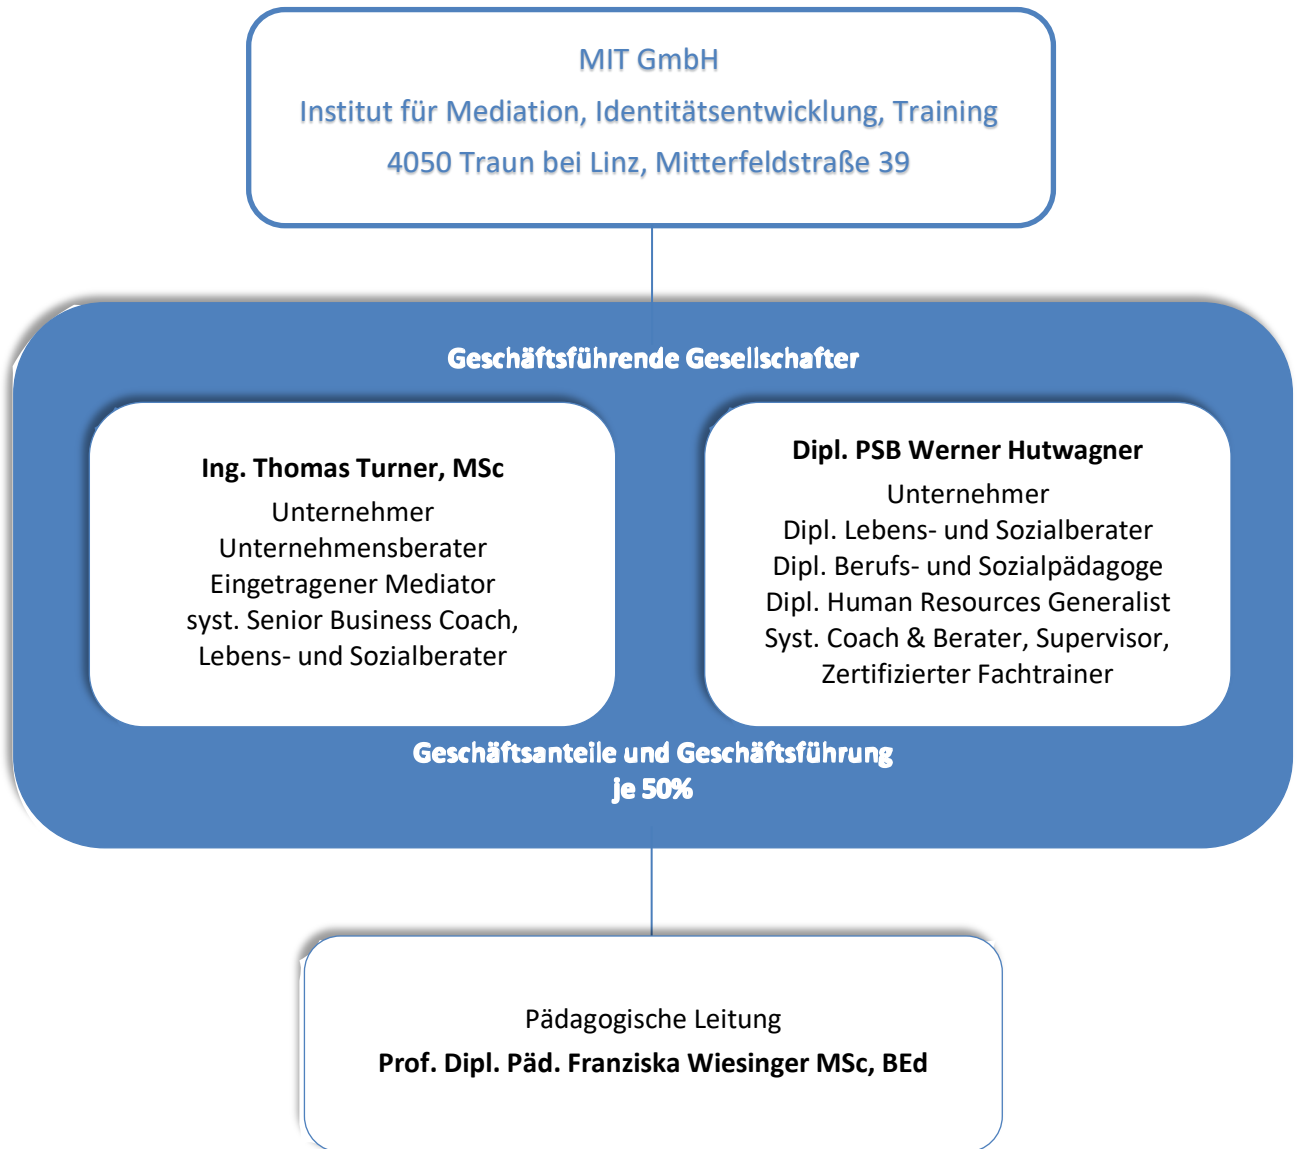 MIT GmbH
Institut für Mediation, Identitätsentwicklung, Training
4050 Traun bei Linz, Mitterfeldstraße 39
Geschäftsführende Gesellschafter
Ing. Thomas Turner, MSc
Unternehmer
Unternehmensberater
Eingetragener Mediator
syst. Senior Business Coach,
Lebens- und Sozialberater
Dipl. PSB Werner Hutwagner
Unternehmer
Dipl. Lebens- und Sozialberater
Dipl. Berufs- und Sozialpädagoge
Dipl. Human Resources Generalist
Syst. Coach & Berater, Supervisor,
Zertifizierter Fachtrainer
Geschäftsanteile und Geschäftsführung
je 50%
Pädagogische Leitung
Prof. Dipl. Päd. Franziska Wiesinger MSc, BEd